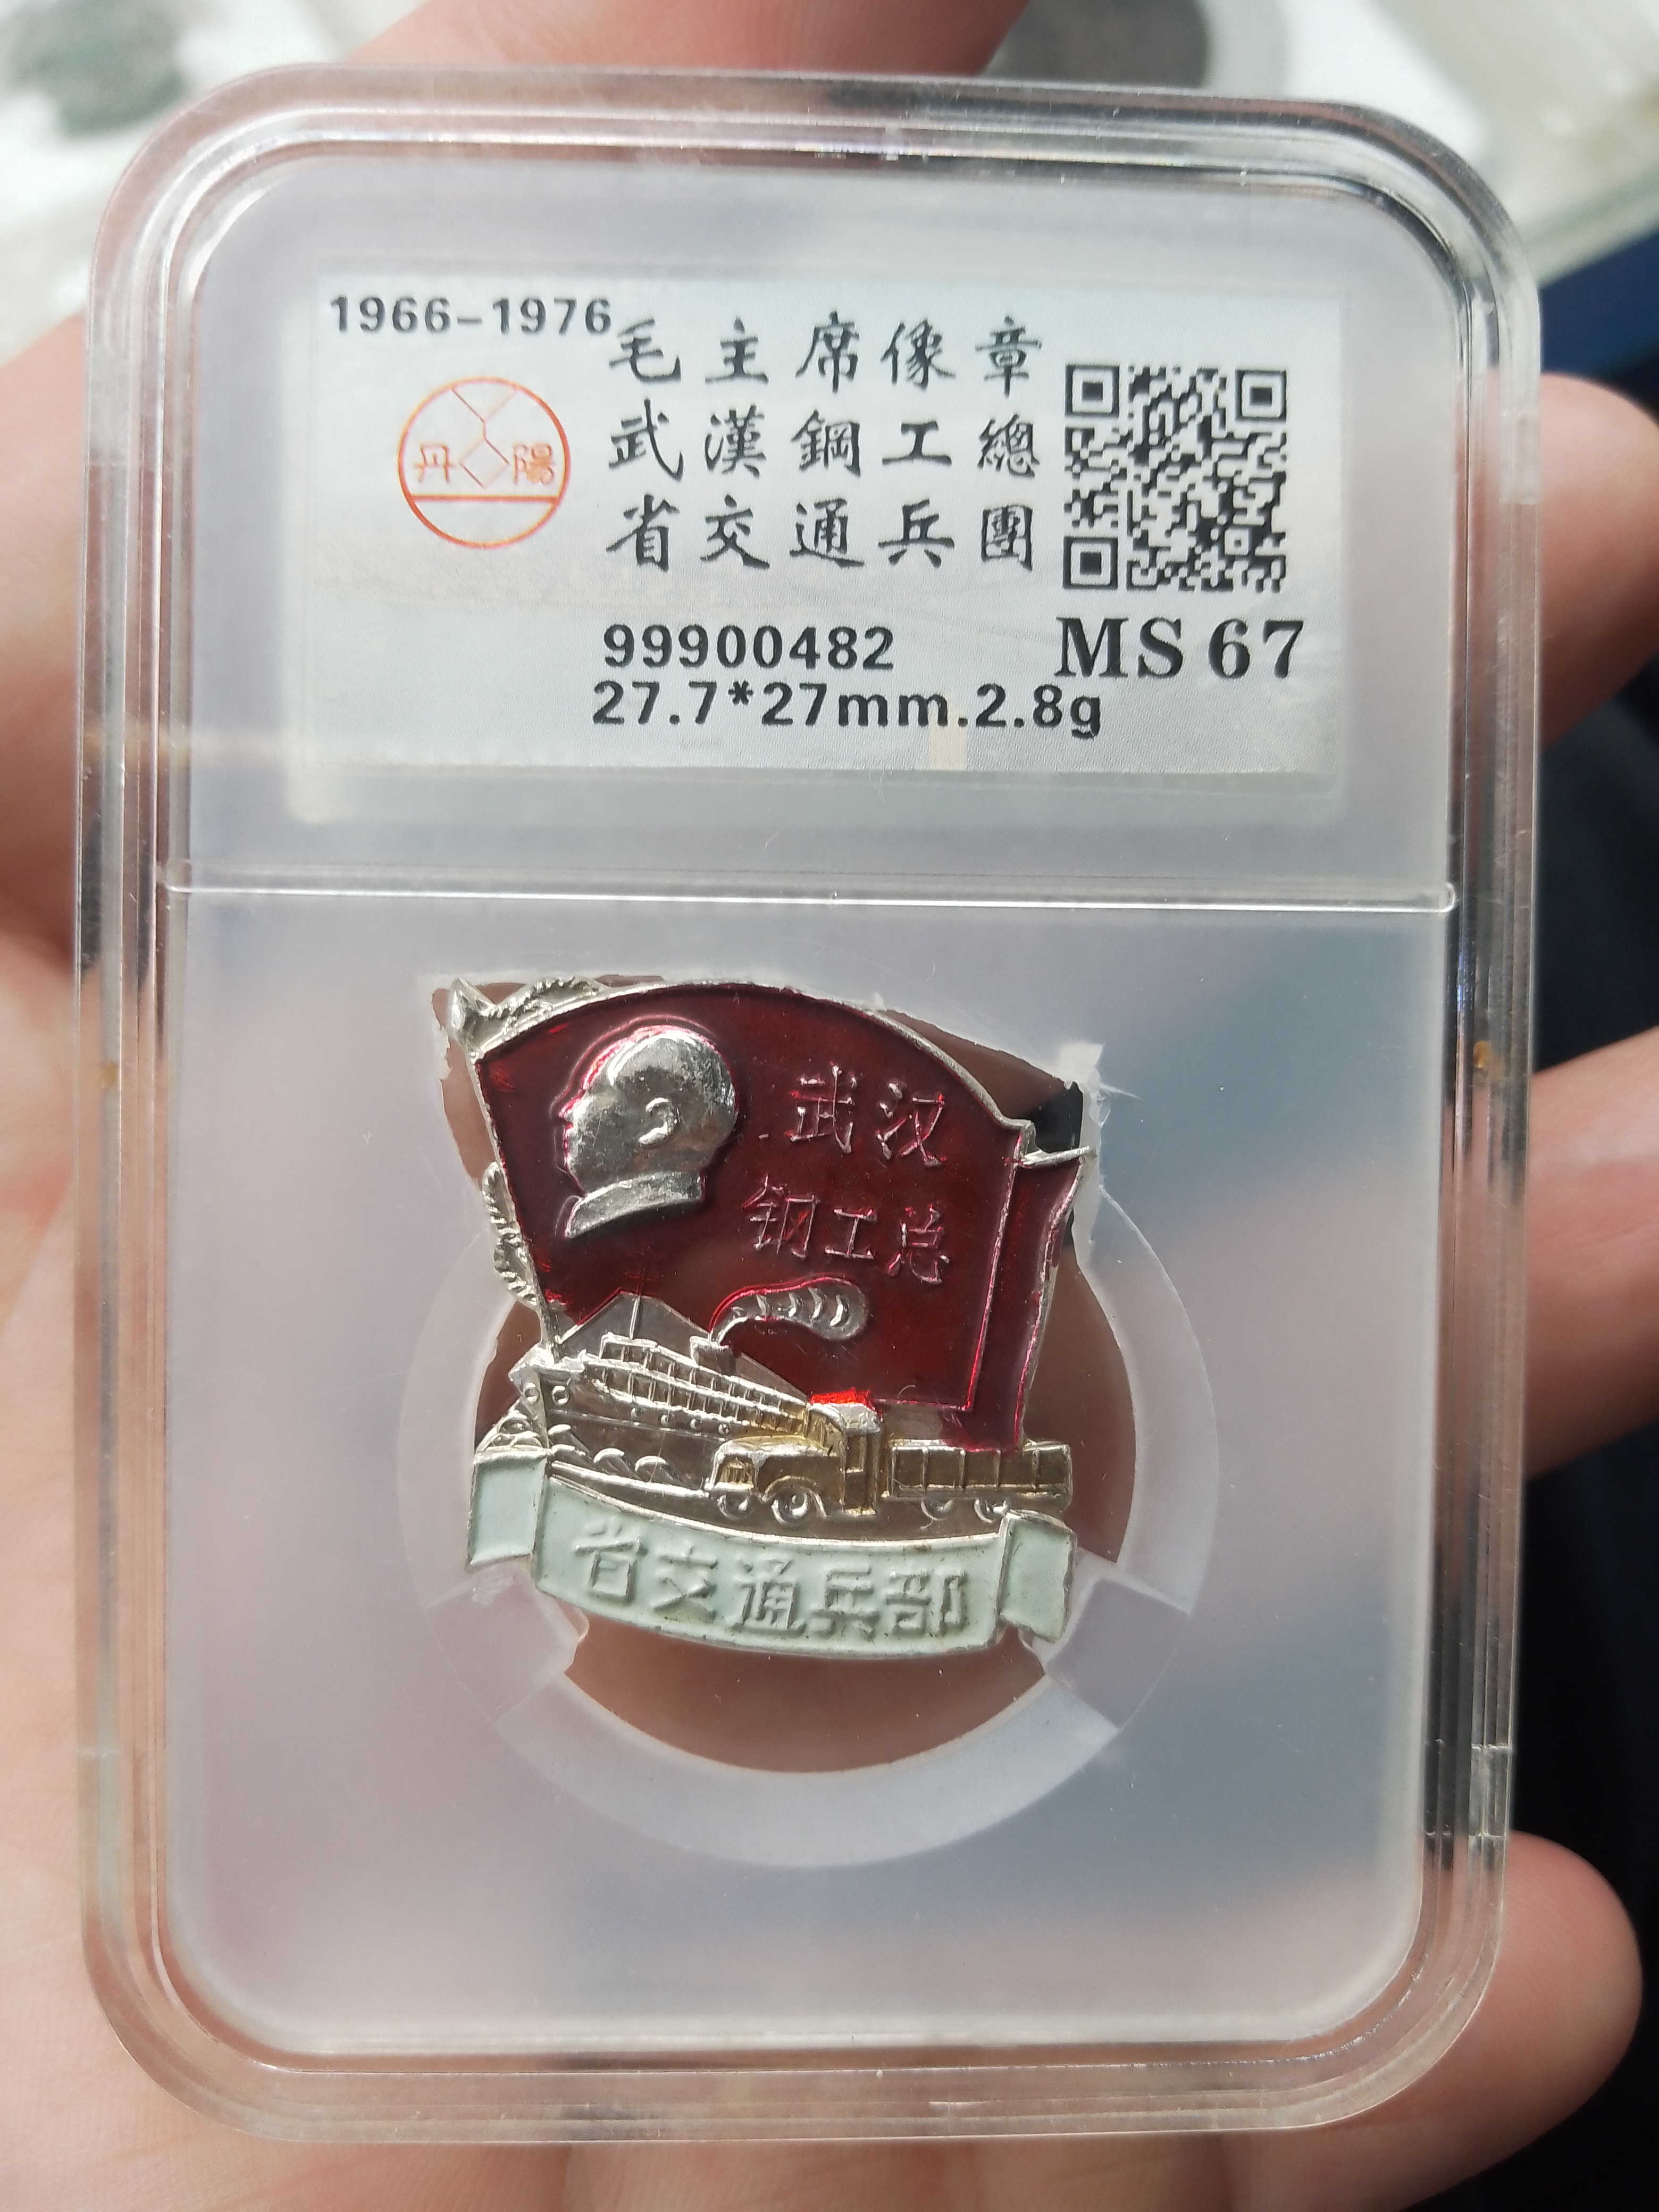 1966-1976
毛主席像章
武漢鋼工總
省交通兵團
丹陽
99900482
MS 67
27.7*27mm.2.8g
武汉
钢工总
省交通兵部